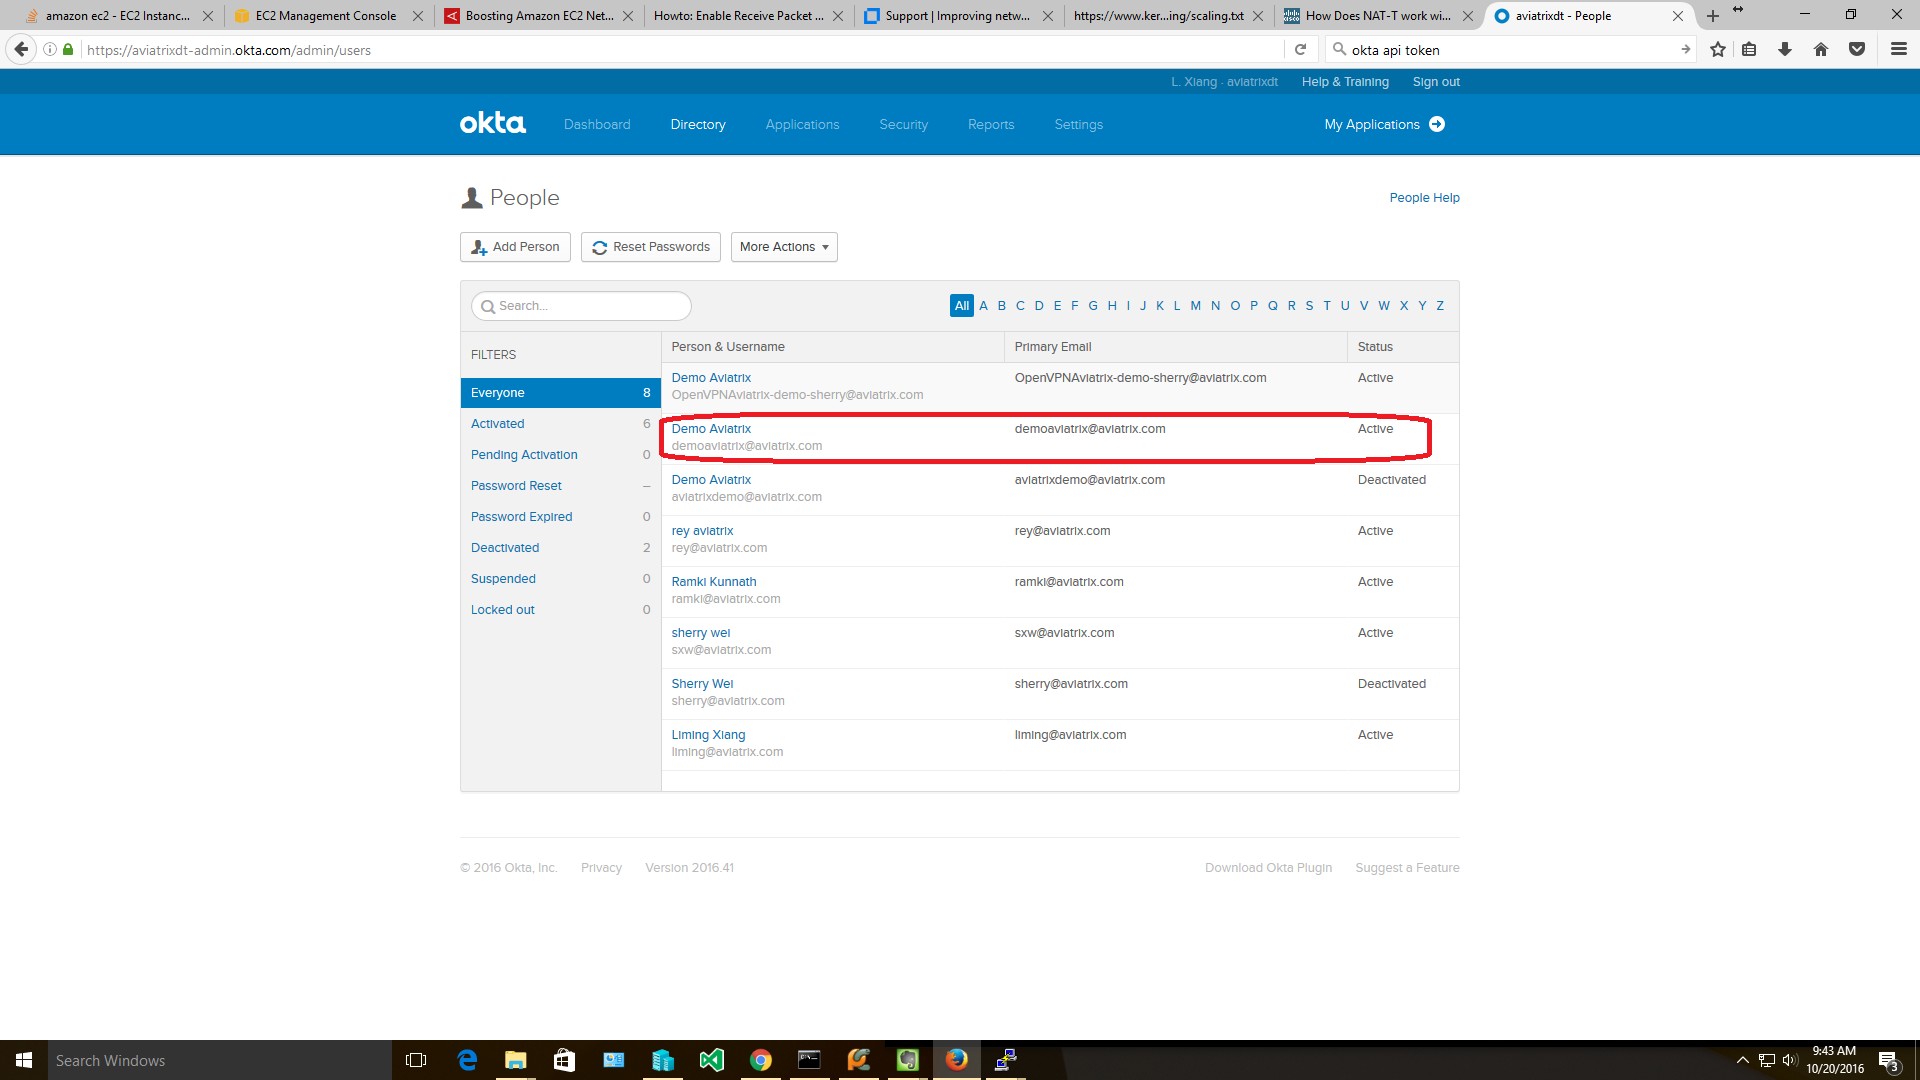 amazon ec2 - EC2 Instanc...
EC2 Management Console
Boosting Amazon EC2 Net...
Howto: Enable Receive Packet ...
Support | Improving netw...
https://www.ker...ing/scaling.txt
How Does NAT-T work wi...
aviatrixdt - People
https://aviatrixdt-admin.okta.com/admin/users
okta api token
L. Xiang - aviatrixdt
Help & Training
Sign out
okta
Dashboard
Directory
Applications
Security
Reports
Settings
My Applications
People
People Help
Add Person
Reset Passwords
More Actions
Search...
All A B C D E F G H I J K L M N O P Q R S T U V W X Y Z
FILTERS
Everyone 8
Activated 6
Pending Activation 0
Password Reset –
Password Expired 0
Deactivated 2
Suspended 0
Locked out 0
Person & Username Primary Email Status
Demo Aviatrix OpenVPNAviatrix-demo-sherry@aviatrix.com Active
OpenVPNAviatrix-demo-sherry@aviatrix.com
Demo Aviatrix demoaviatrix@aviatrix.com Active
demoaviatrix@aviatrix.com
Demo Aviatrix aviatrixdemo@aviatrix.com Deactivated
aviatrixdemo@aviatrix.com
rey aviatrix rey@aviatrix.com Active
rey@aviatrix.com
Ramki Kunnath ramki@aviatrix.com Active
ramki@aviatrix.com
sherry wei sxw@aviatrix.com Active
sxw@aviatrix.com
Sherry Wei sherry@aviatrix.com Deactivated
sherry@aviatrix.com
Liming Xiang liming@aviatrix.com Active
liming@aviatrix.com
© 2016 Okta, Inc.
Privacy
Version 2016.41
Download Okta Plugin
Suggest a Feature
Search Windows
9:43 AM
10/20/2016
3